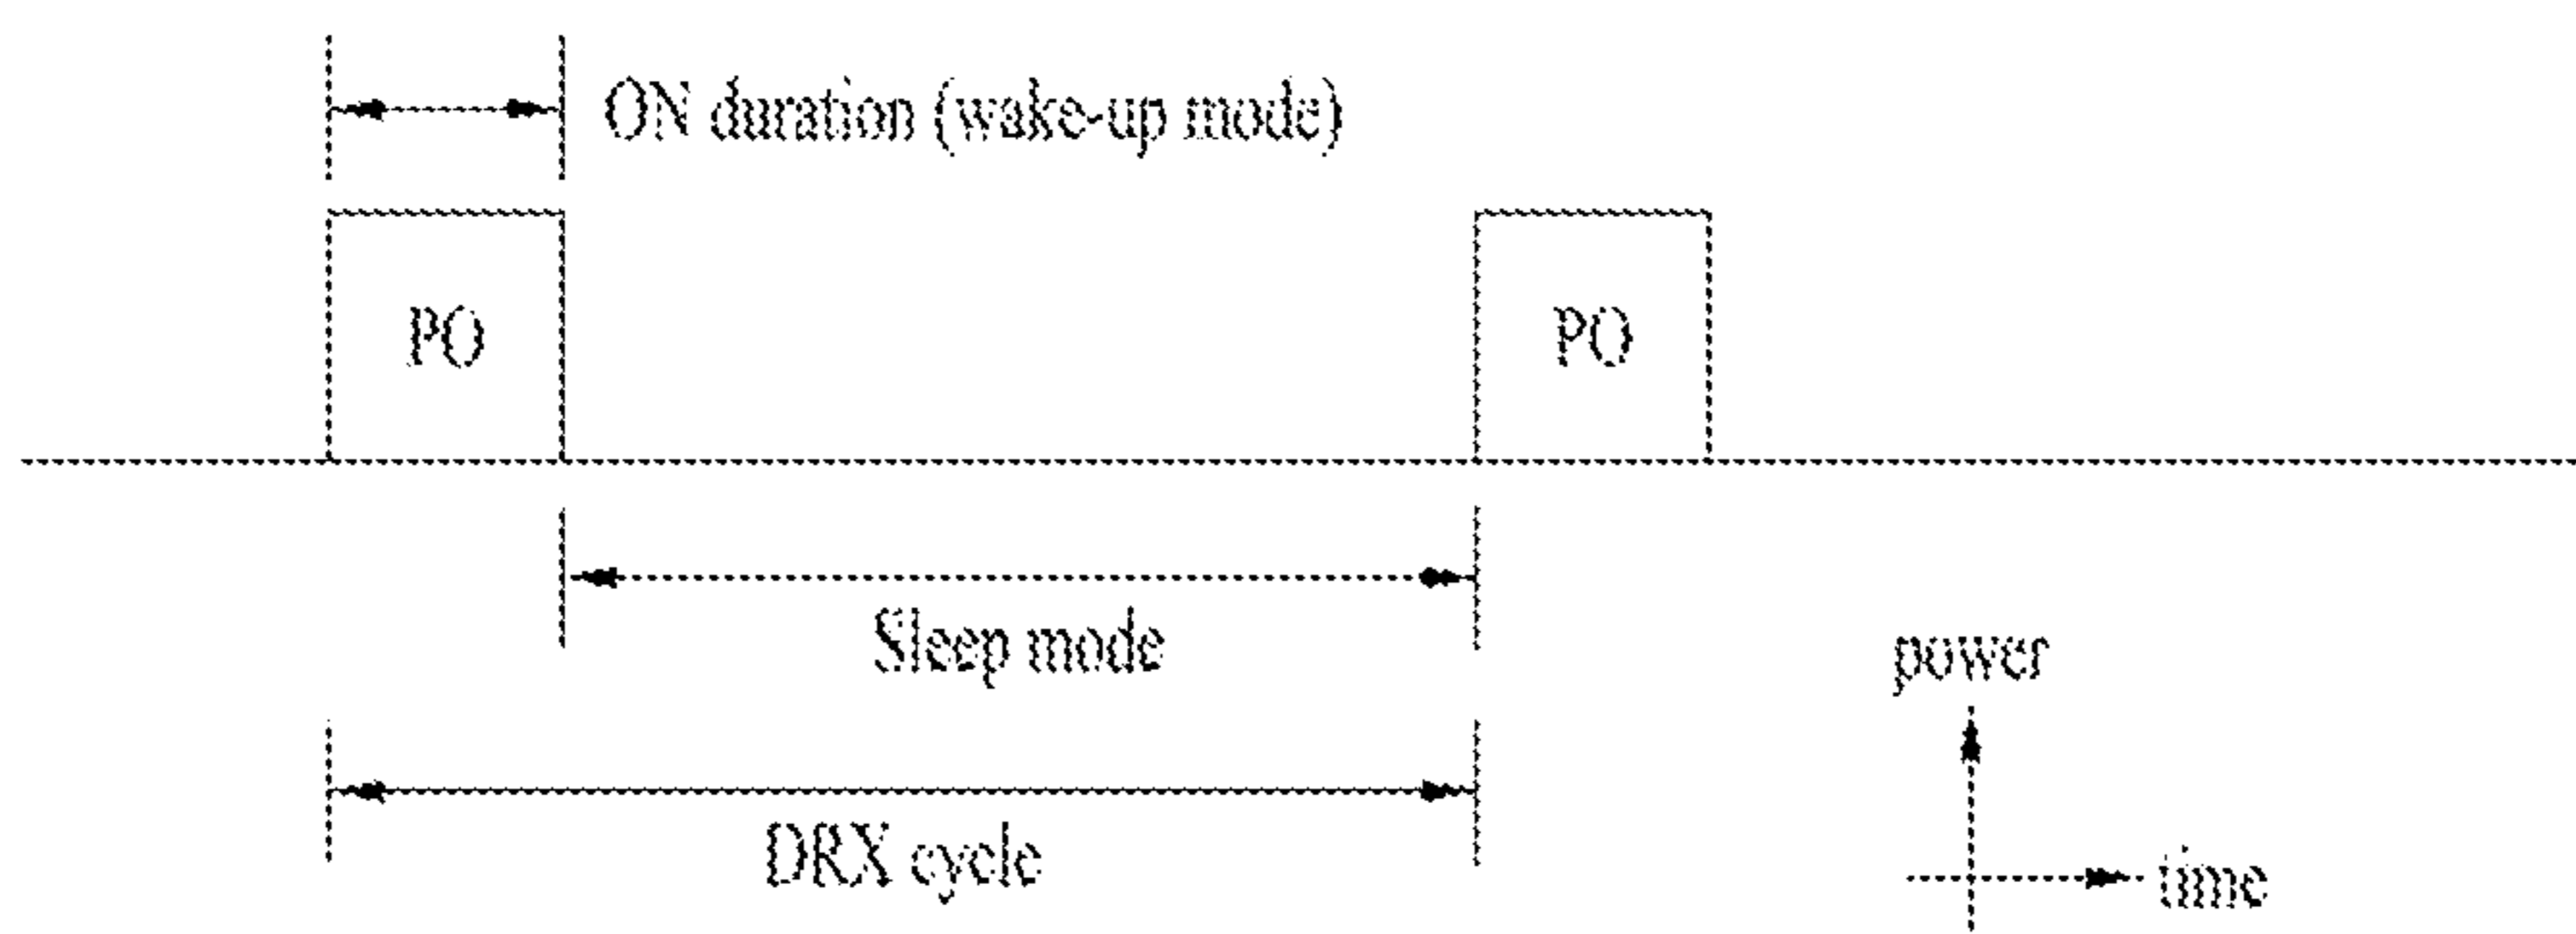 ON duration (wake-up mode)
PO
PO
Sleep mode
power
DRX cycle
time